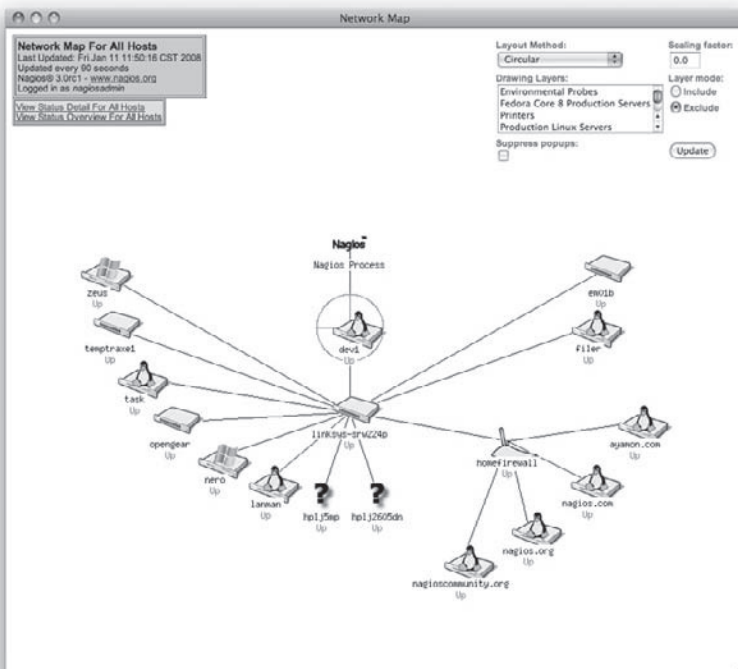 Network Map
Network Map For All Hosts
Last Updated: Fri Jan 11 11:50:16 CST 2008
Updated every 90 seconds
Nagios® 3.0rc1 - www.nagios.org
Logged in as nagiosadmin
View Status Detail For All Hosts
View Status Overview For All Hosts
Layout Method:
Circular
Scaling factor:
0.0
Drawing Layers:
Environmental Probes
Fedora Core 8 Production Servers
Printers
Production Linux Servers
Layer mode:
Include
Exclude
Suppress popups:
Update
Nagios™
Nagios Process
zeus
Up
em01b
Up
dev1
Up
temptraxe1
Up
filer
Up
task
Up
linksys-srw224p
Up
opengear
Up
ayamon.com
Up
homefirewall
Up
nero
Up
lanman
Up
nagios.com
Up
hplj5mp
Up
hplj2605dn
Up
nagios.org
Up
nagioscommunity.org
Up